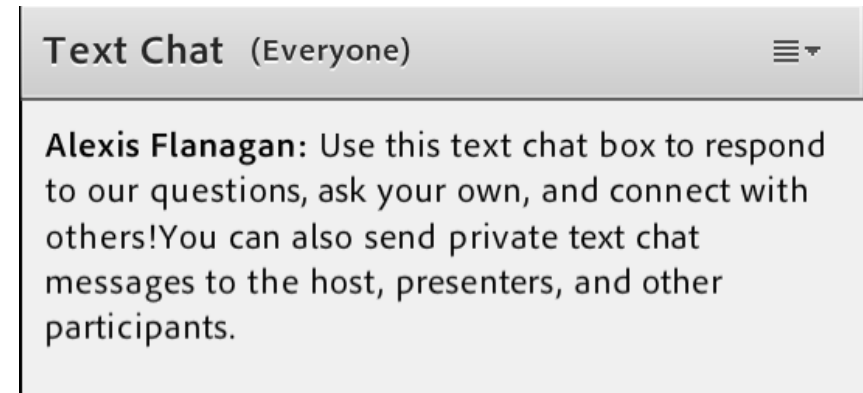 Text Chat (Everyone)
Alexis Flanagan: Use this text chat box to respond
to our questions, ask your own, and connect with
others!You can also send private text chat
messages to the host, presenters, and other
participants.